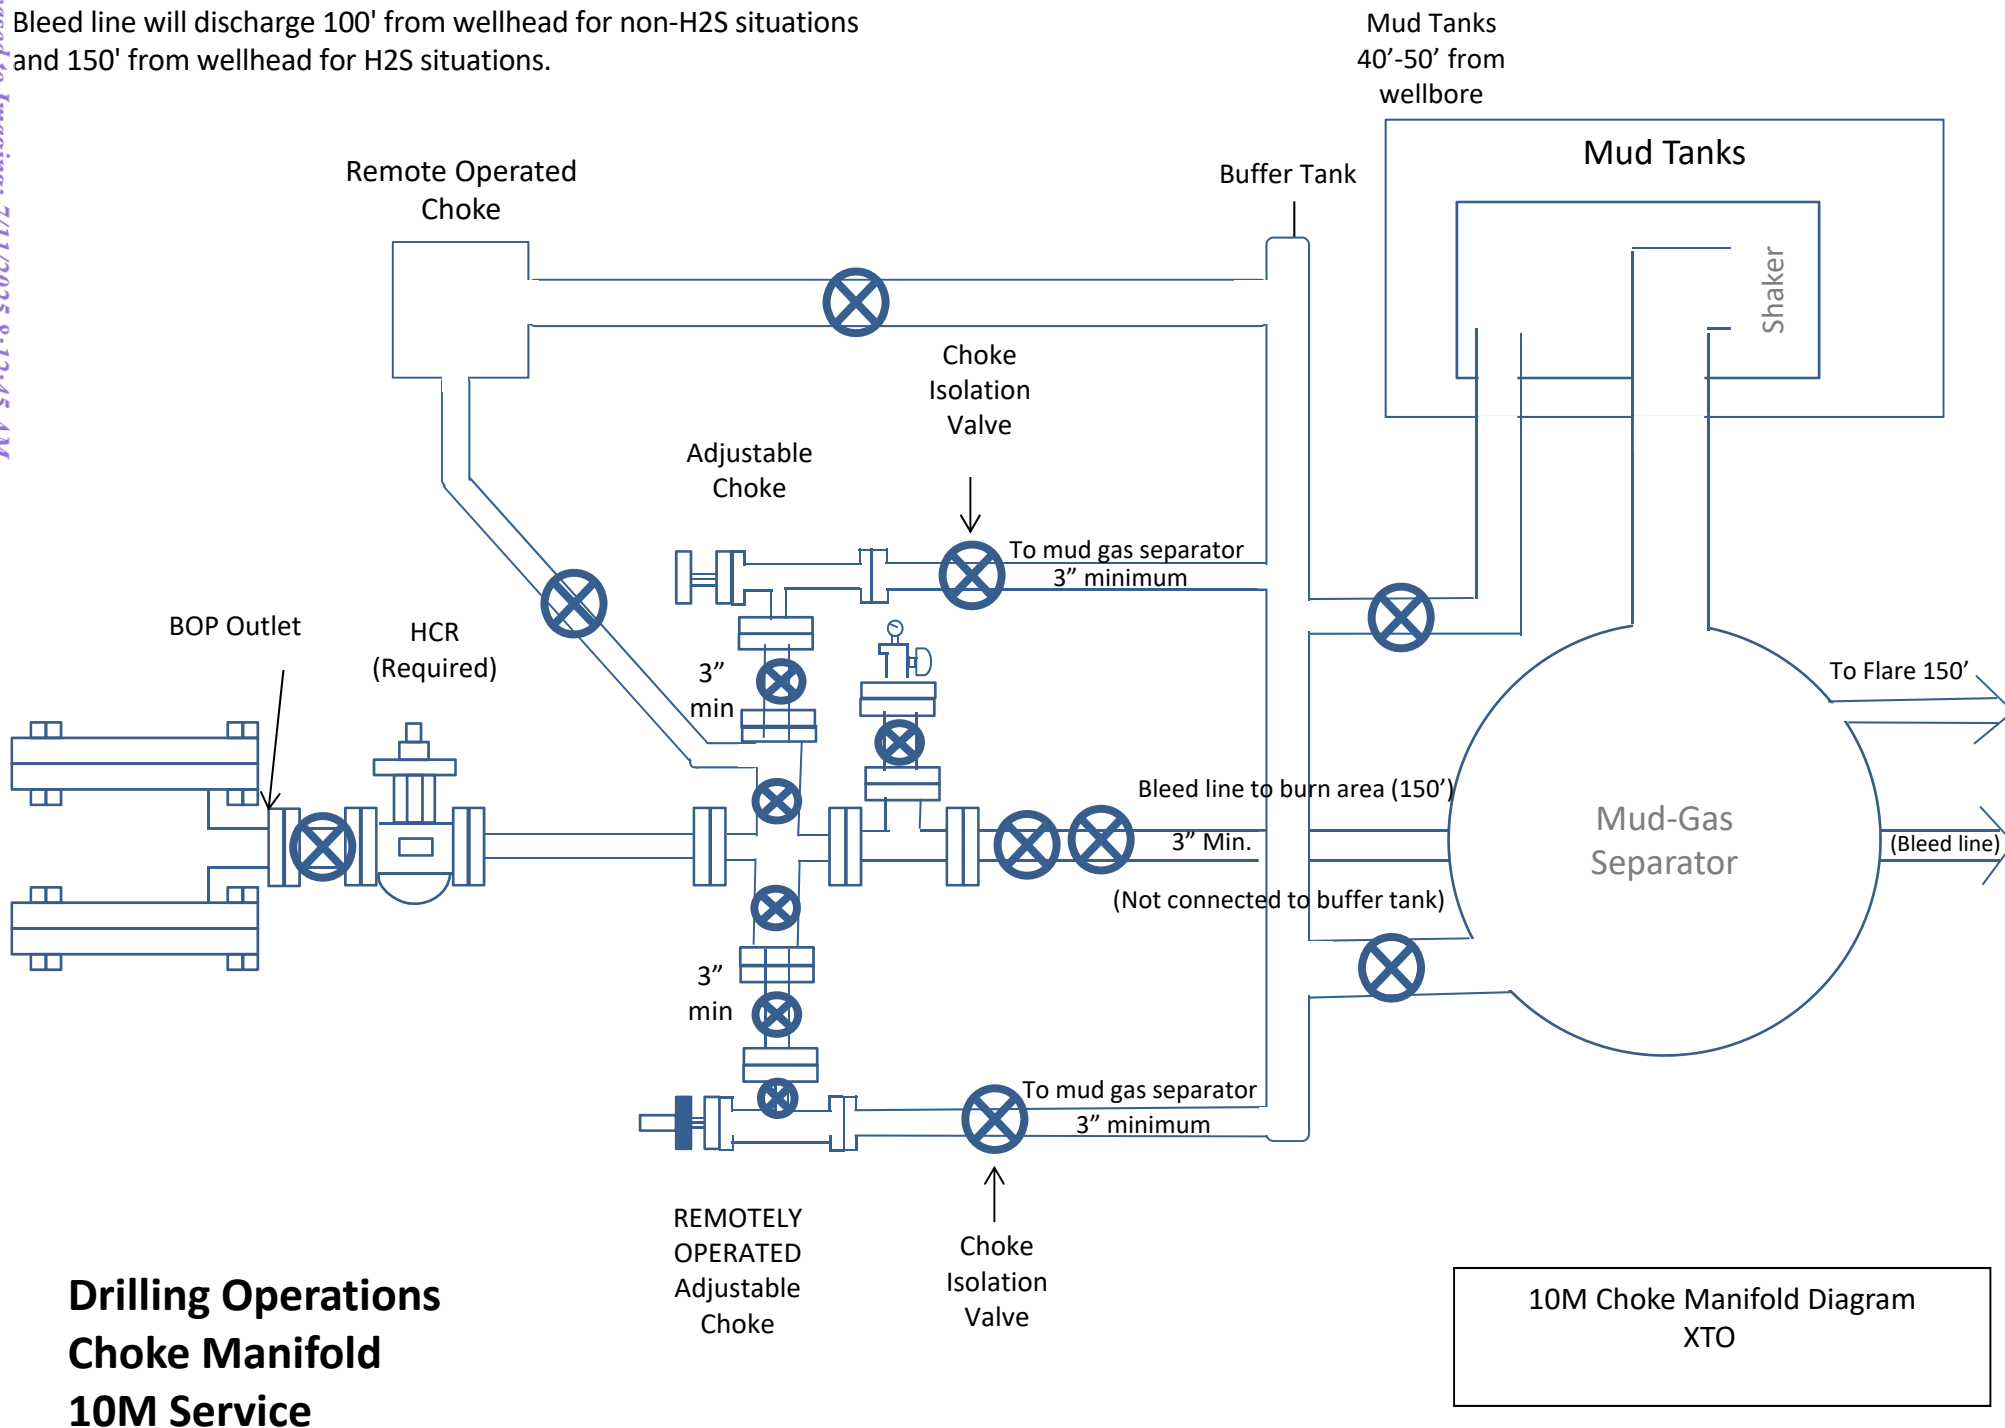 Bleed line will discharge 100' from wellhead for non-H2S situations
and 150' from wellhead for H2S situations.
Mud Tanks
40’-50’ from
wellbore
Mud Tanks
Shaker
Remote Operated
Choke
Buffer Tank
Choke
Isolation
Valve
Adjustable
Choke
To mud gas separator
3” minimum
BOP Outlet
HCR
(Required)
3”
min
To Flare 150’
Bleed line to burn area (150’)
3” Min.
(Not connected to buffer tank)
Mud-Gas
Separator
(Bleed line)
3”
min
To mud gas separator
3” minimum
REMOTELY
OPERATED
Adjustable
Choke
Choke
Isolation
Valve
Drilling Operations
Choke Manifold
10M Service
10M Choke Manifold Diagram
XTO